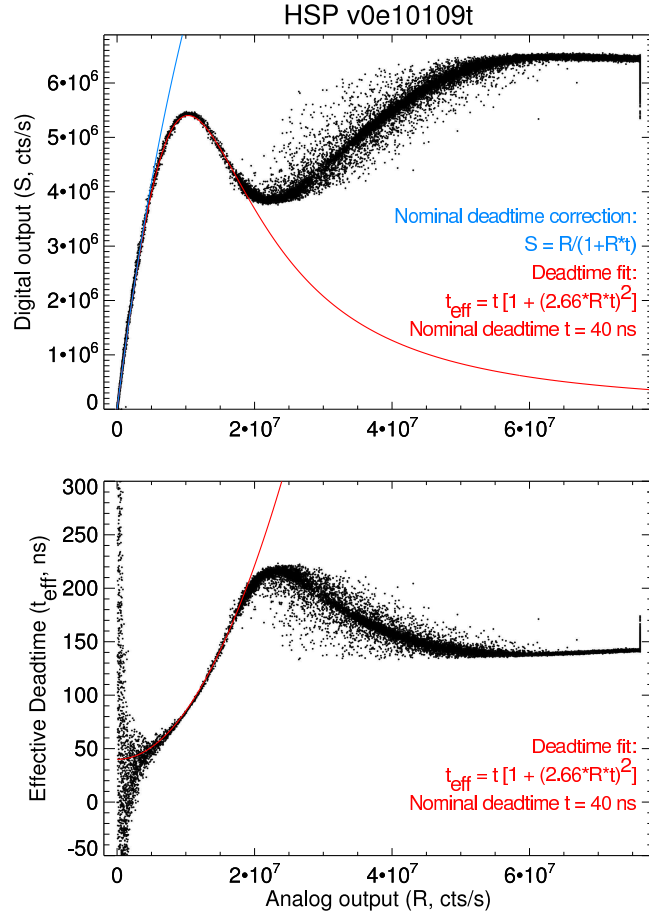 HSP v0e10109t
Digital output (S, cts/s)
6•10⁶
5•10⁶
4•10⁶
3•10⁶
2•10⁶
1•10⁶
0
Nominal deadtime correction:
S = R/(1+R*t)
Deadtime fit:
t_eff = t [1 + (2.66*R*t)²]
Nominal deadtime t = 40 ns
0 2•10⁷ 4•10⁷ 6•10⁷
Effective Deadtime (t_eff, ns)
300
250
200
150
100
50
0
-50
Deadtime fit:
t_eff = t [1 + (2.66*R*t)²]
Nominal deadtime t = 40 ns
0 2•10⁷ 4•10⁷ 6•10⁷
Analog output (R, cts/s)